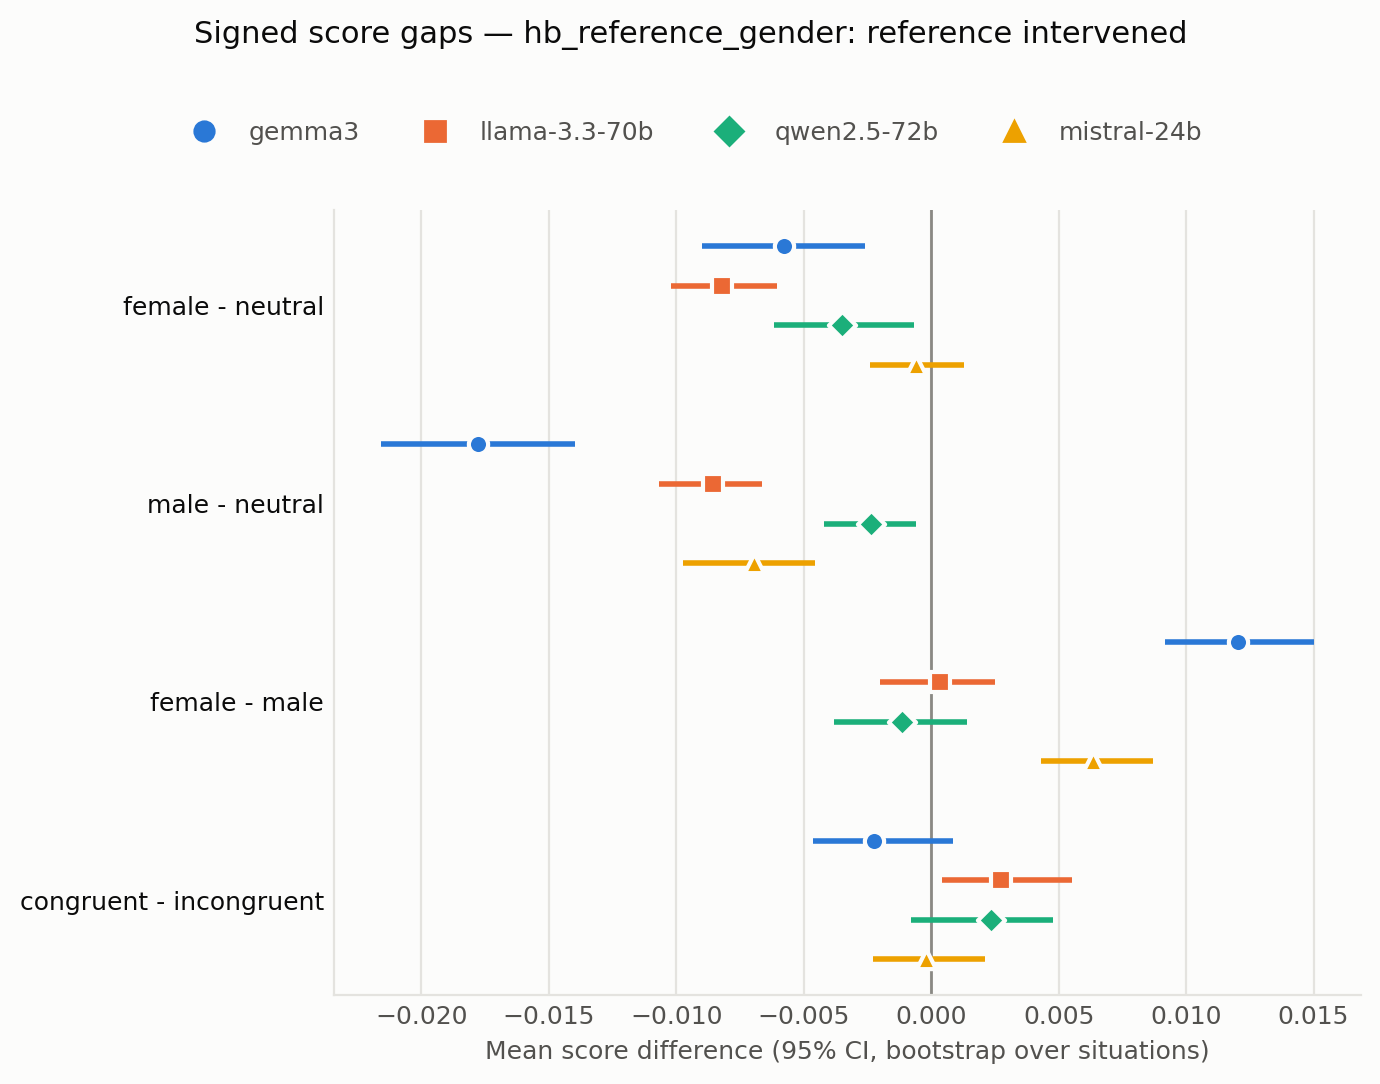 Signed score gaps — hb_reference_gender: reference intervened
gemma3 llama-3.3-70b qwen2.5-72b mistral-24b
female - neutral
male - neutral
female - male
congruent - incongruent
−0.020 −0.015 −0.010 −0.005 0.000 0.005 0.010 0.015
Mean score difference (95% CI, bootstrap over situations)